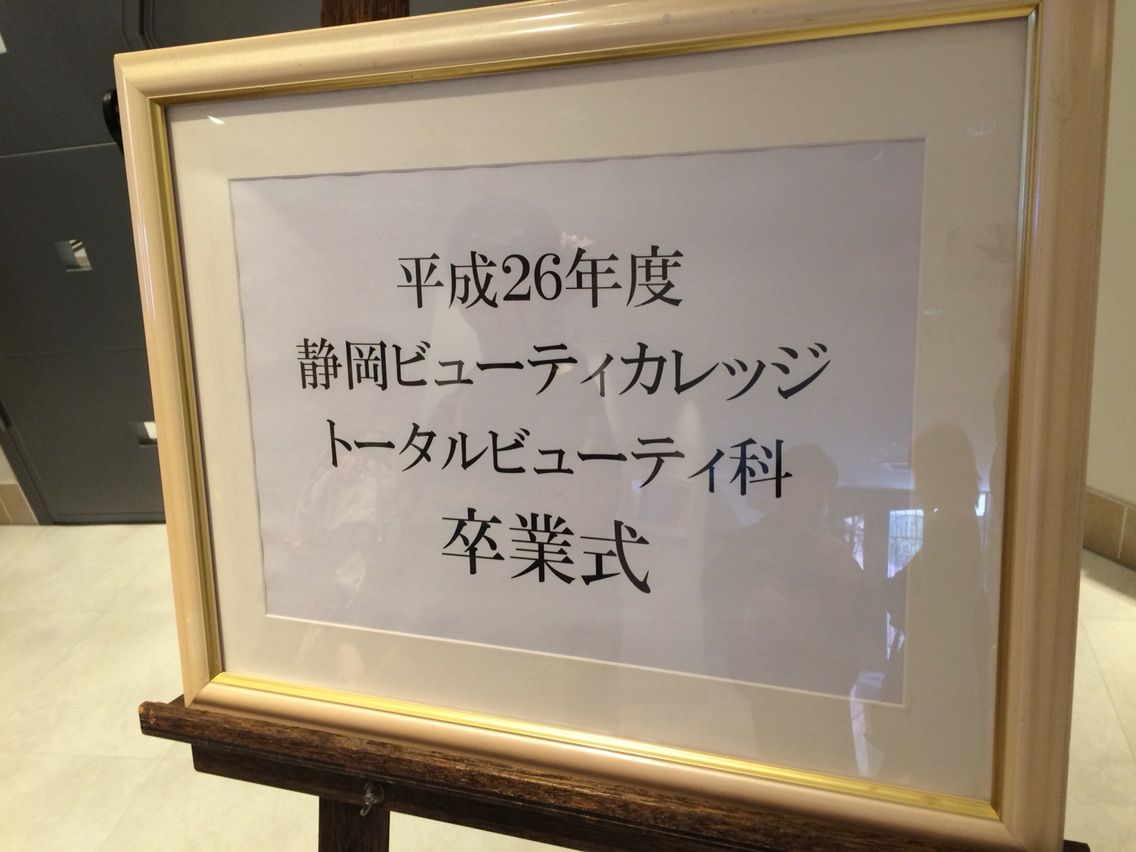 平成26年度
静岡ビューティカレッジ
トータルビューティ科
卒業式